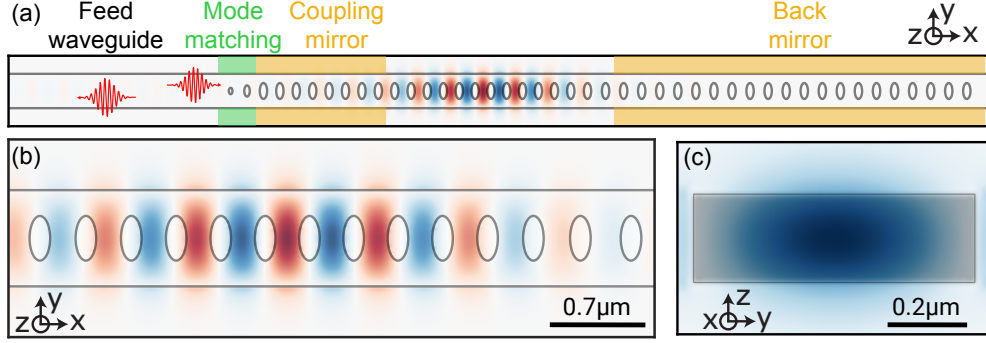 (a)
Feed
waveguide
Mode
matching
Coupling
mirror
Back
mirror
y
z x
(b)
y
z x
0.7μm
(c)
z
x y
0.2μm